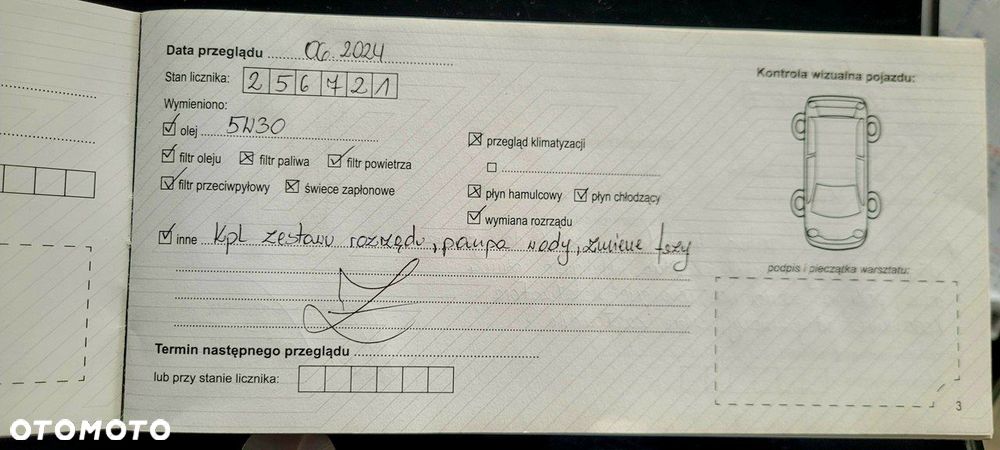 Data przeglądu 06.2024
Stan licznika: 256721
Wymieniono:
olej 5W30
filtr oleju filtr paliwa filtr powietrza
filtr przeciwpyłowy świece zapłonowe
przegląd klimatyzacji
płyn hamulcowy płyn chłodzący
wymiana rozrządu
inne kpl zestawu rozrządu, pompa wody, zmienne fazy
Termin następnego przeglądu
lub przy stanie licznika:
Kontrola wizualna pojazdu:
podpis i pieczątka warsztatu:
3
OTOMOTO